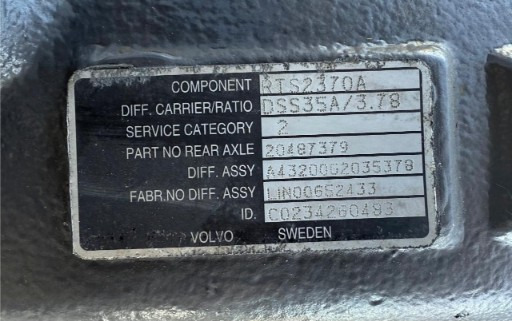 COMPONENT RTS2370A
DIFF. CARRIER/RATIO DSS35A/3.78
SERVICE CATEGORY 2
PART NO REAR AXLE 20487379
DIFF. ASSY A4320002035378
FABR.NO DIFF. ASSY LIN00652433
ID. C0234260493
VOLVO SWEDEN